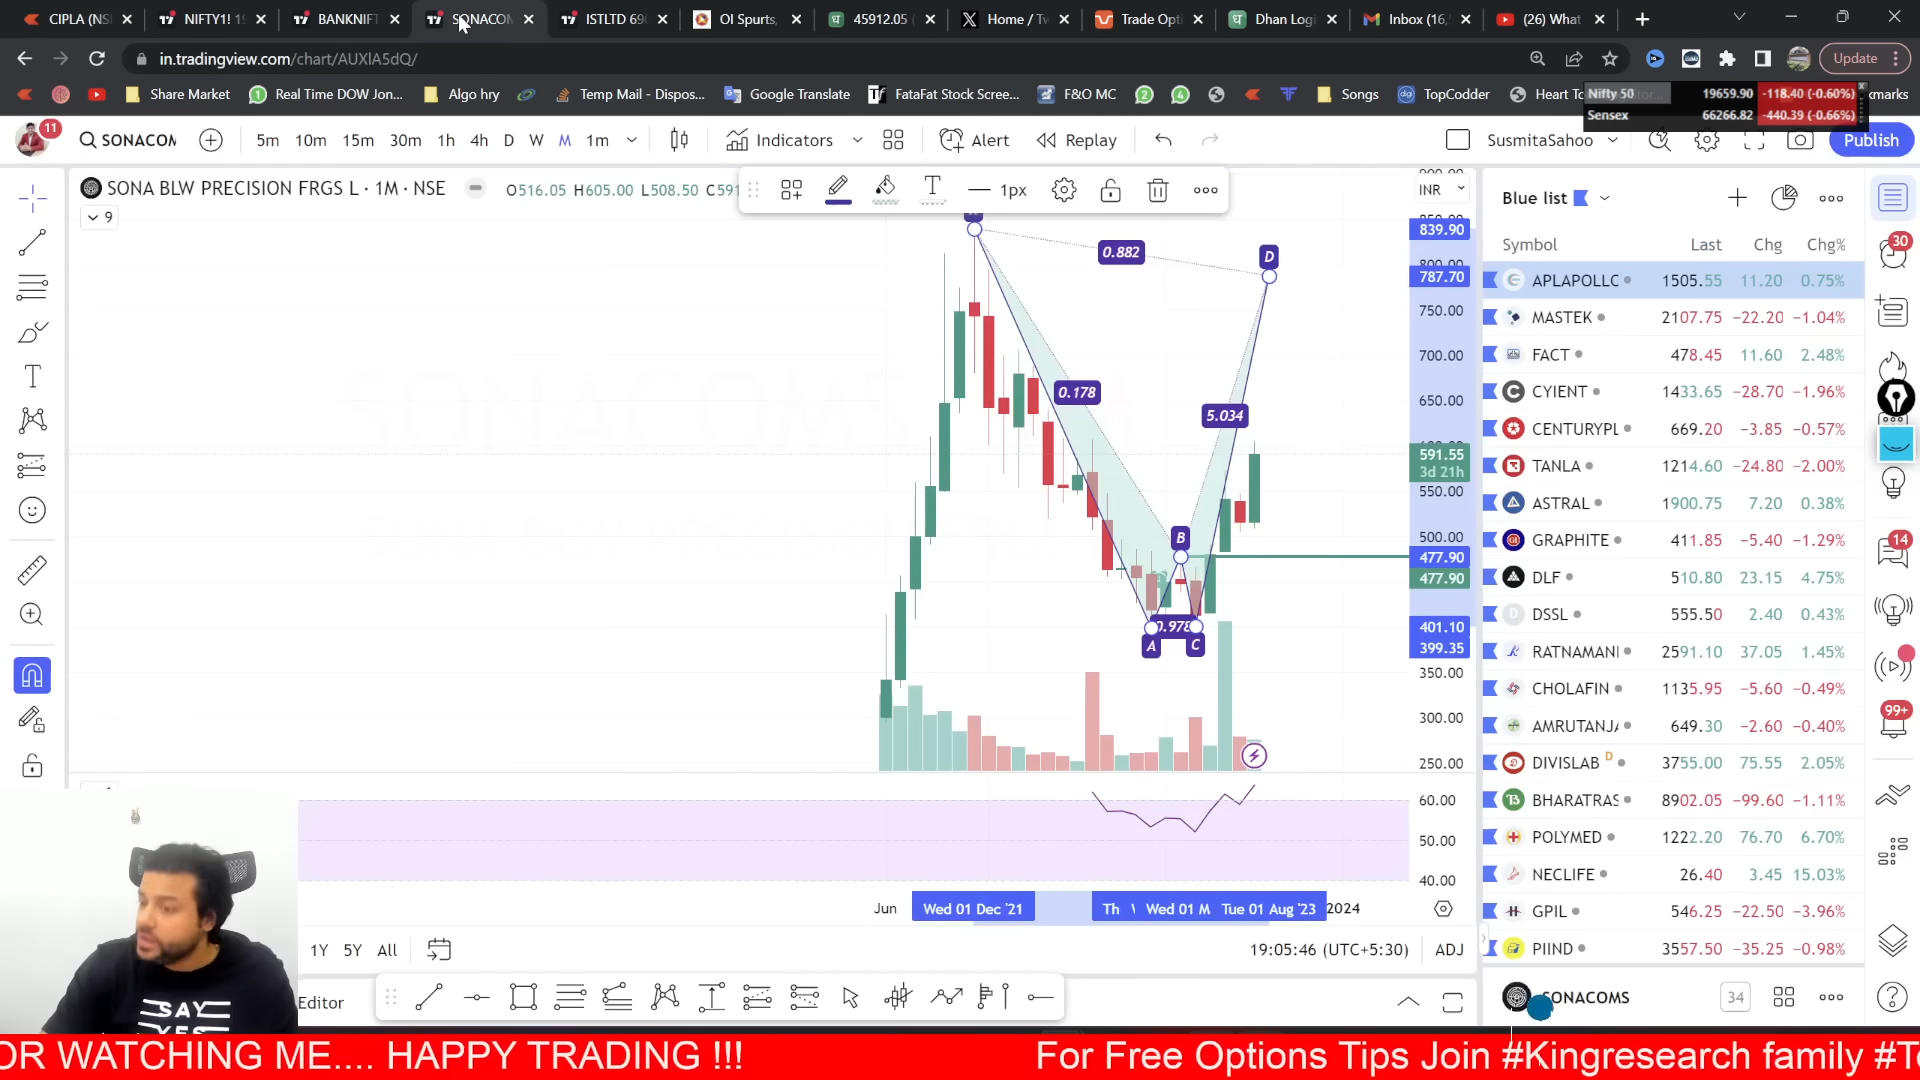 CIPLA (NS
NIFTY1! 1
BANKNIFT
SONACOM
ISTLTD 69
OI Spurts,
45912.05 (
Home / Tw
Trade Opti
Dhan Logi
Inbox (16,
(26) What
in.tradingview.com/chart/AUXIA5dQ/
Update
Share Market
Real Time DOW Jon...
Algo hry
Temp Mail - Dispos...
Google Translate
FataFat Stock Scree...
F&O MC
Songs
TopCodder
Heart To
marks
Nifty 50 19659.90 -118.40 (-0.60%)
Sensex 66266.82 -440.39 (-0.66%)
11
SONACOM
5m 10m 15m 30m 1h 4h D W M 1m
Indicators
Alert
Replay
SusmitaSahoo
Publish
SONA BLW PRECISION FRGS L · 1M · NSE
O516.05 H605.00 L508.50 C591
1px
INR
9
839.90
787.70
750.00
700.00
650.00
591.55
3d 21h
550.00
500.00
477.90
477.90
401.10
399.35
350.00
300.00
250.00
60.00
50.00
40.00
0.882
D
0.178
5.034
B
0.978
A
C
Jun
Wed 01 Dec '21
Th
Wed 01 M
Tue 01 Aug '23
2024
1Y 5Y All
19:05:46 (UTC+5:30)
ADJ
Editor
Blue list
Symbol Last Chg Chg%
APLAPOLLO 1505.55 11.20 0.75%
MASTEK 2107.75 −22.20 −1.04%
FACT 478.45 11.60 2.48%
CYIENT 1433.65 −28.70 −1.96%
CENTURYPL 669.20 −3.85 −0.57%
TANLA 1214.60 −24.80 −2.00%
ASTRAL 1900.75 7.20 0.38%
GRAPHITE 411.85 −5.40 −1.29%
DLF 510.80 23.15 4.75%
DSSL 555.50 2.40 0.43%
RATNAMANI 2591.10 37.05 1.45%
CHOLAFIN 1135.95 −5.60 −0.49%
AMRUTANJA 649.30 −2.60 −0.40%
DIVISLAB D 3755.00 75.55 2.05%
BHARATRAS 8902.05 −99.60 −1.11%
POLYMED 1222.20 76.70 6.70%
NECLIFE 26.40 3.45 15.03%
GPIL 546.25 −22.50 −3.96%
PIIND 3557.50 −35.25 −0.98%
SONACOMS
34
30
14
99+
SAY
YES
OR WATCHING ME.... HAPPY TRADING !!!
For Free Options Tips Join #Kingresearch family #T